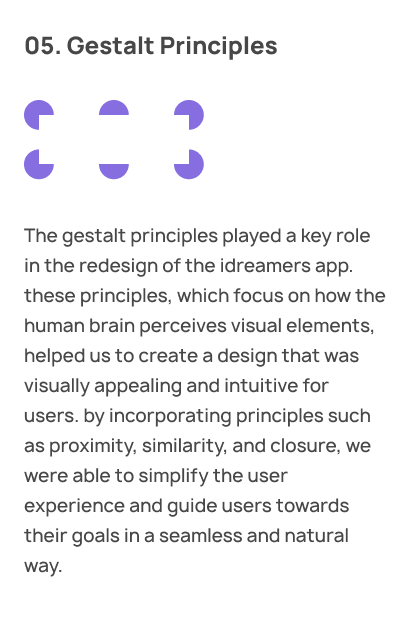 05. Gestalt Principles
The gestalt principles played a key role
in the redesign of the idreamers app.
these principles, which focus on how the
human brain perceives visual elements,
helped us to create a design that was
visually appealing and intuitive for
users. by incorporating principles such
as proximity, similarity, and closure, we
were able to simplify the user
experience and guide users towards
their goals in a seamless and natural
way.